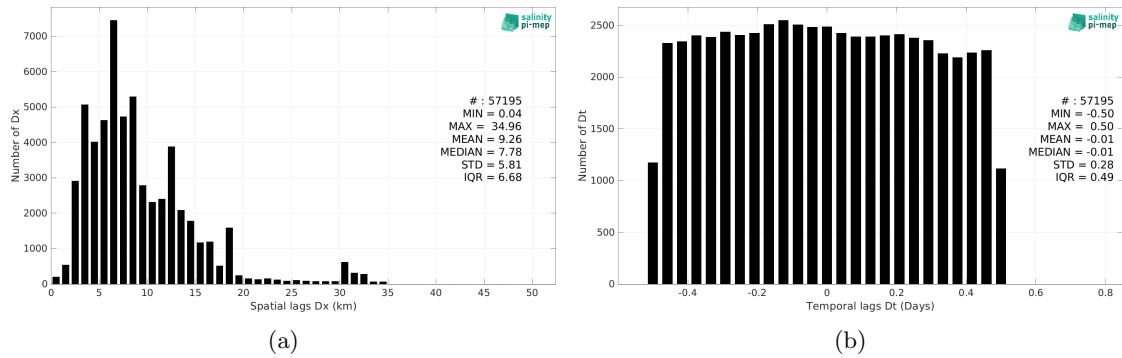 salinity
pi-mep
7000
6000
5000
4000
3000
2000
1000
0
Number of Dx
# : 57195
MIN = 0.04
MAX = 34.96
MEAN = 9.26
MEDIAN = 7.78
STD = 5.81
IQR = 6.68
0 5 10 15 20 25 30 35 40 45 50
Spatial lags Dx (km)
(a)
salinity
pi-mep
2500
2000
1500
1000
500
0
Number of Dt
# : 57195
MIN = -0.50
MAX = 0.50
MEAN = -0.01
MEDIAN = -0.01
STD = 0.28
IQR = 0.49
-0.4 -0.2 0 0.2 0.4 0.6 0.8
Temporal lags Dt (Days)
(b)